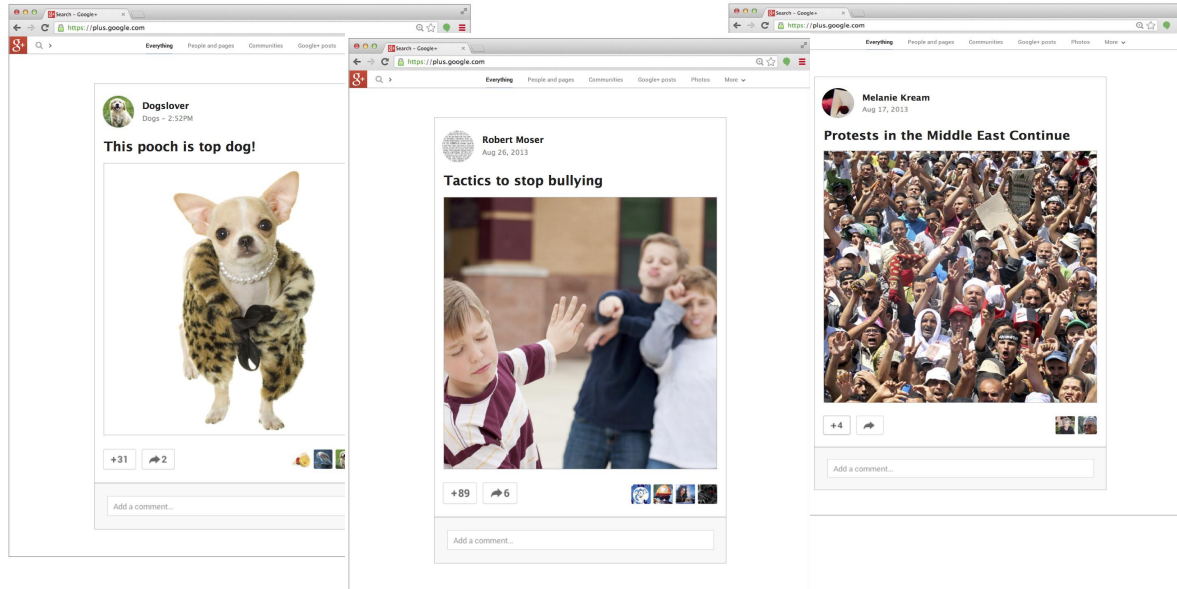 Search - Google+
https://plus.google.com
g+
Everything People and pages Communities Google+ posts
Dogslover
Dogs - 2:52PM
This pooch is top dog!
+31 2
Add a comment...
Search - Google+
https://plus.google.com
g+
Everything People and pages Communities Google+ posts Photos More
Robert Moser
Aug 26, 2013
Tactics to stop bullying
+89 6
Add a comment...
Search - Google+
https://plus.google.com
Everything People and pages Communities Google+ posts Photos More
Melanie Kream
Aug 17, 2013
Protests in the Middle East Continue
+4
Add a comment...